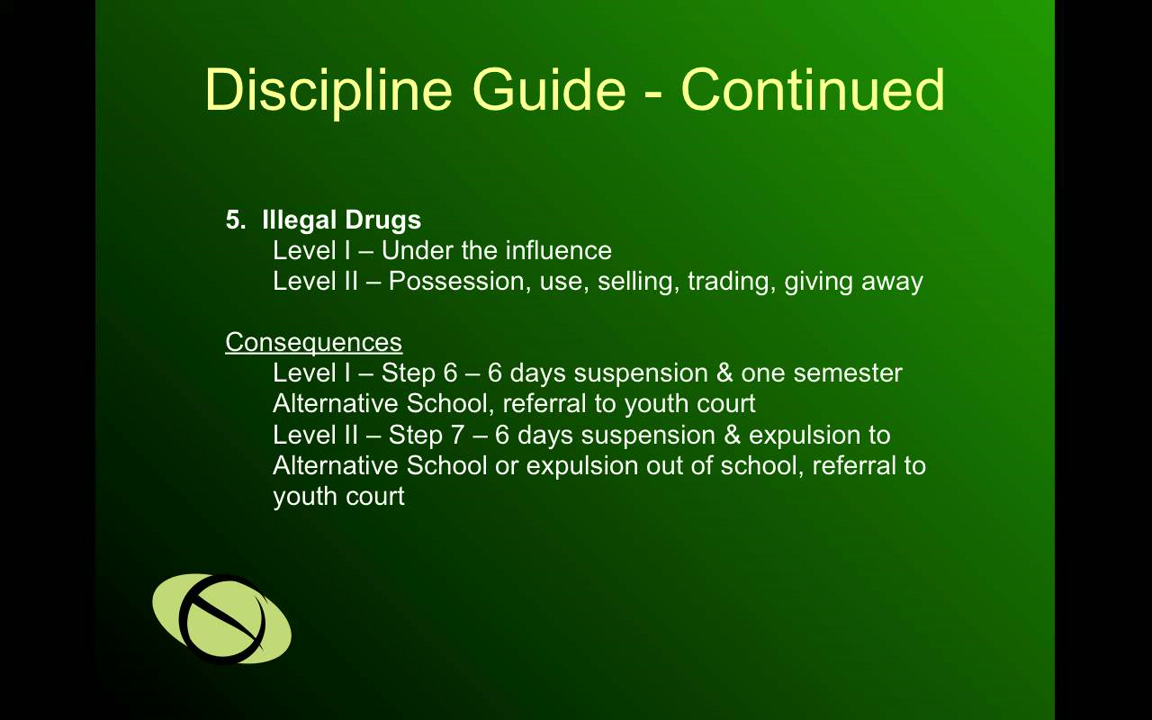 Discipline Guide - Continued
5. Illegal Drugs
Level I – Under the influence
Level II – Possession, use, selling, trading, giving away
Consequences
Level I – Step 6 – 6 days suspension & one semester
Alternative School, referral to youth court
Level II – Step 7 – 6 days suspension & expulsion to
Alternative School or expulsion out of school, referral to
youth court